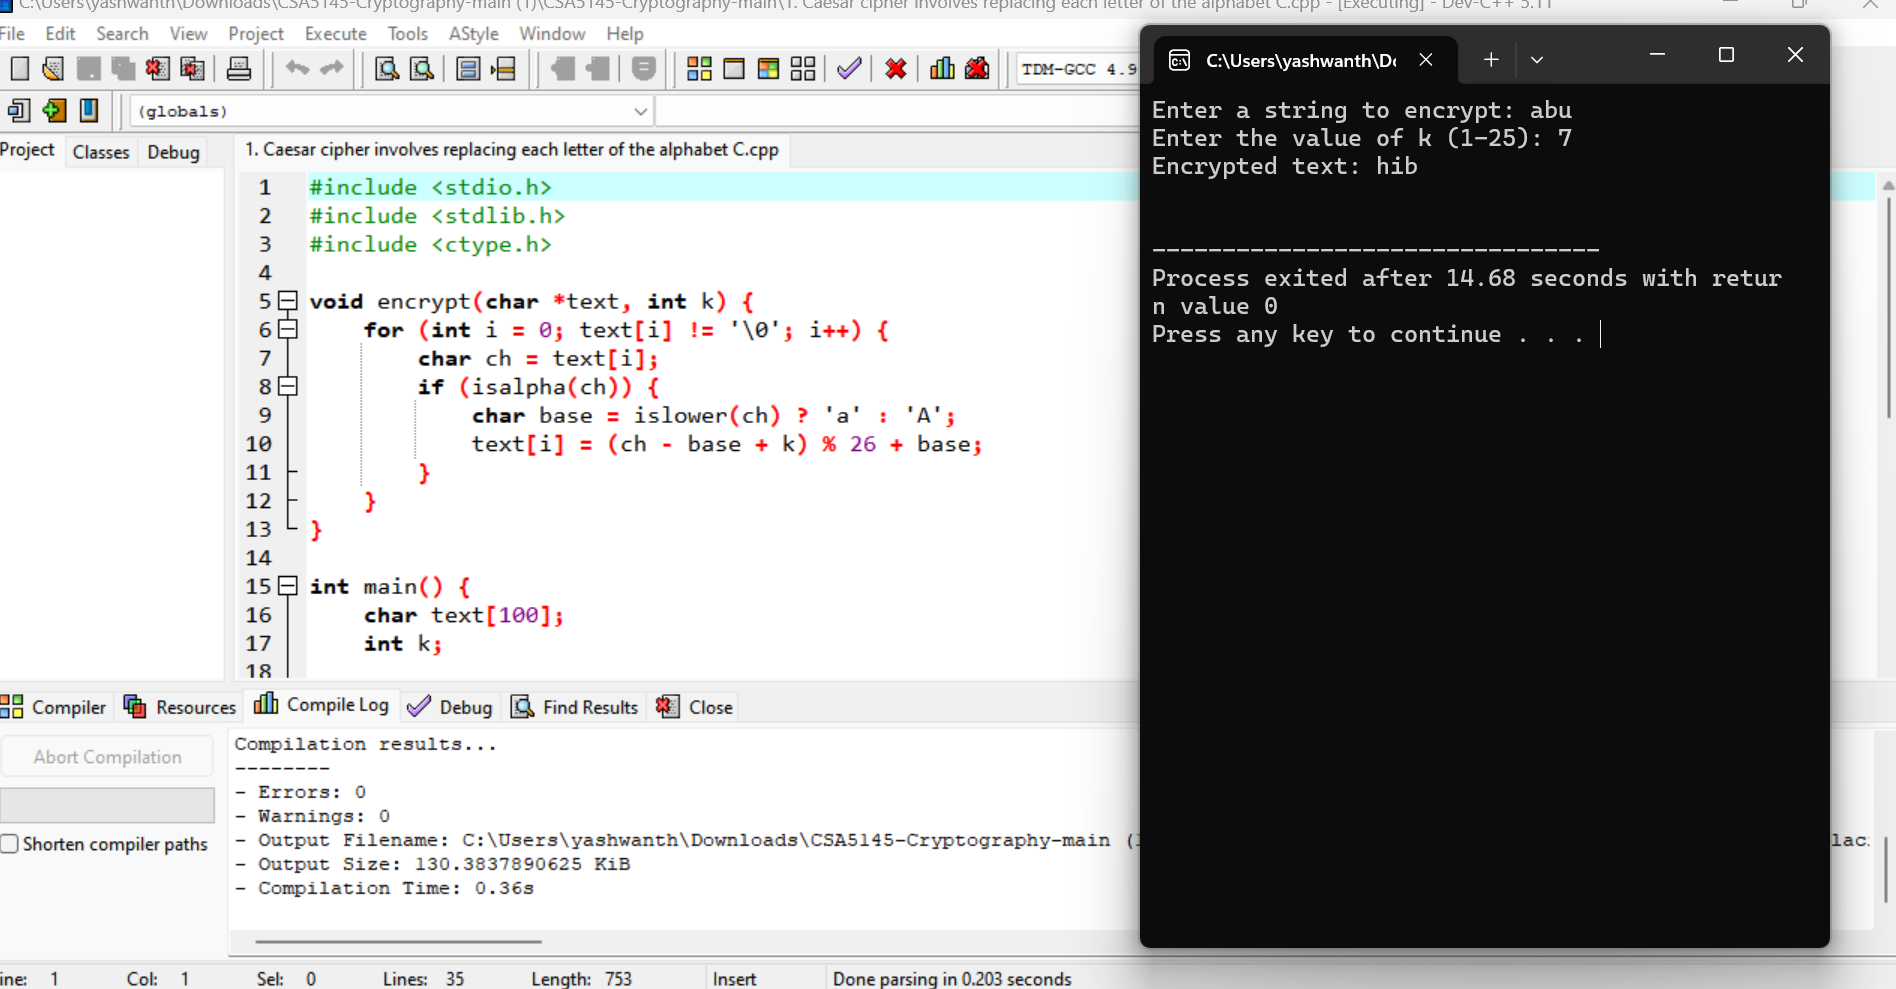 C:\Users\yashwanth\Downloads\CSA5145-Cryptography-main (1)\CSA5145-Cryptography-main\1. Caesar cipher involves replacing each letter of the alphabet C.cpp - [Executing] - Dev-C++ 5.11
File Edit Search View Project Execute Tools AStyle Window Help
TDM-GCC 4.9
(globals)
Project Classes Debug
1. Caesar cipher involves replacing each letter of the alphabet C.cpp
1 #include <stdio.h>
2 #include <stdlib.h>
3 #include <ctype.h>
4
5 void encrypt(char *text, int k) {
6     for (int i = 0; text[i] != '\0'; i++) {
7         char ch = text[i];
8         if (isalpha(ch)) {
9             char base = islower(ch) ? 'a' : 'A';
10             text[i] = (ch - base + k) % 26 + base;
11         }
12     }
13 }
14
15 int main() {
16     char text[100];
17     int k;
18
Compiler Resources Compile Log Debug Find Results Close
Abort Compilation
Shorten compiler paths
Compilation results...
--------
- Errors: 0
- Warnings: 0
- Output Filename: C:\Users\yashwanth\Downloads\CSA5145-Cryptography-main (
- Output Size: 130.3837890625 KiB
- Compilation Time: 0.36s
ine: 1 Col: 1 Sel: 0 Lines: 35 Length: 753 Insert Done parsing in 0.203 seconds
C:\Users\yashwanth\Do
Enter a string to encrypt: abu
Enter the value of k (1-25): 7
Encrypted text: hib
--------------------------------
Process exited after 14.68 seconds with retur
n value 0
Press any key to continue . . .